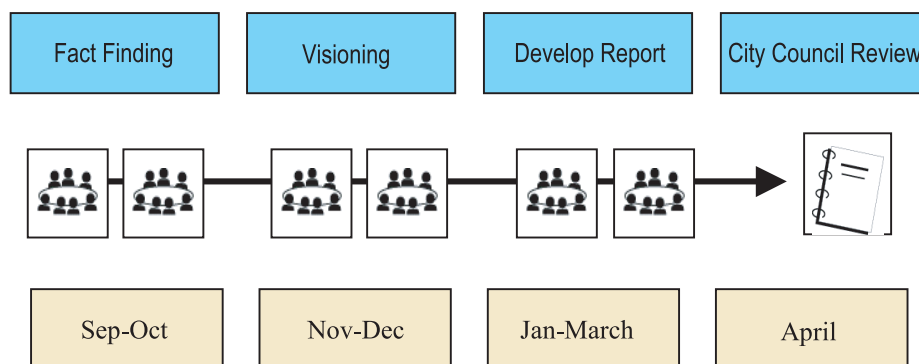 Fact Finding
Visioning
Develop Report
City Council Review
Sep-Oct
Nov-Dec
Jan-March
April